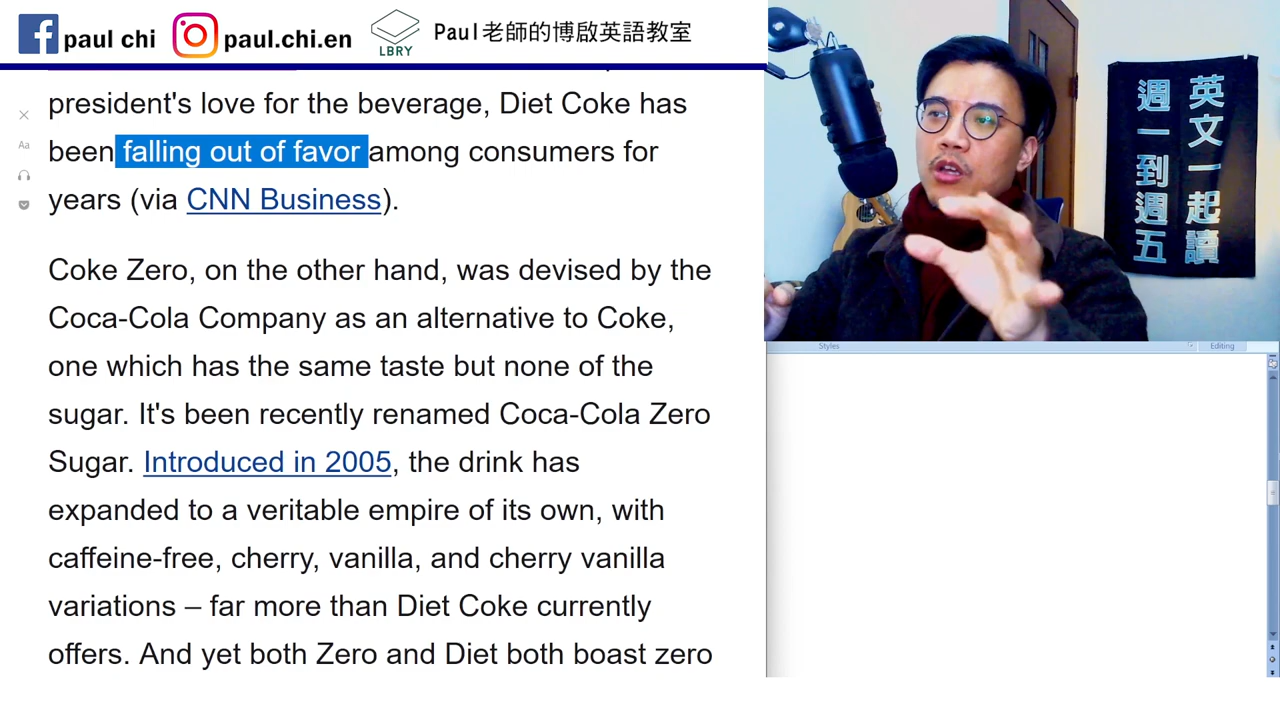 paul chi
paul.chi.en
LBRY
Paul老師的博啟英語教室
president's love for the beverage, Diet Coke has
been falling out of favor among consumers for
years (via CNN Business).
Coke Zero, on the other hand, was devised by the
Coca-Cola Company as an alternative to Coke,
one which has the same taste but none of the
sugar. It's been recently renamed Coca-Cola Zero
Sugar. Introduced in 2005, the drink has
expanded to a veritable empire of its own, with
caffeine-free, cherry, vanilla, and cherry vanilla
variations – far more than Diet Coke currently
offers. And yet both Zero and Diet both boast zero
Aa
英文一起讀
週一到週五
Styles
Editing